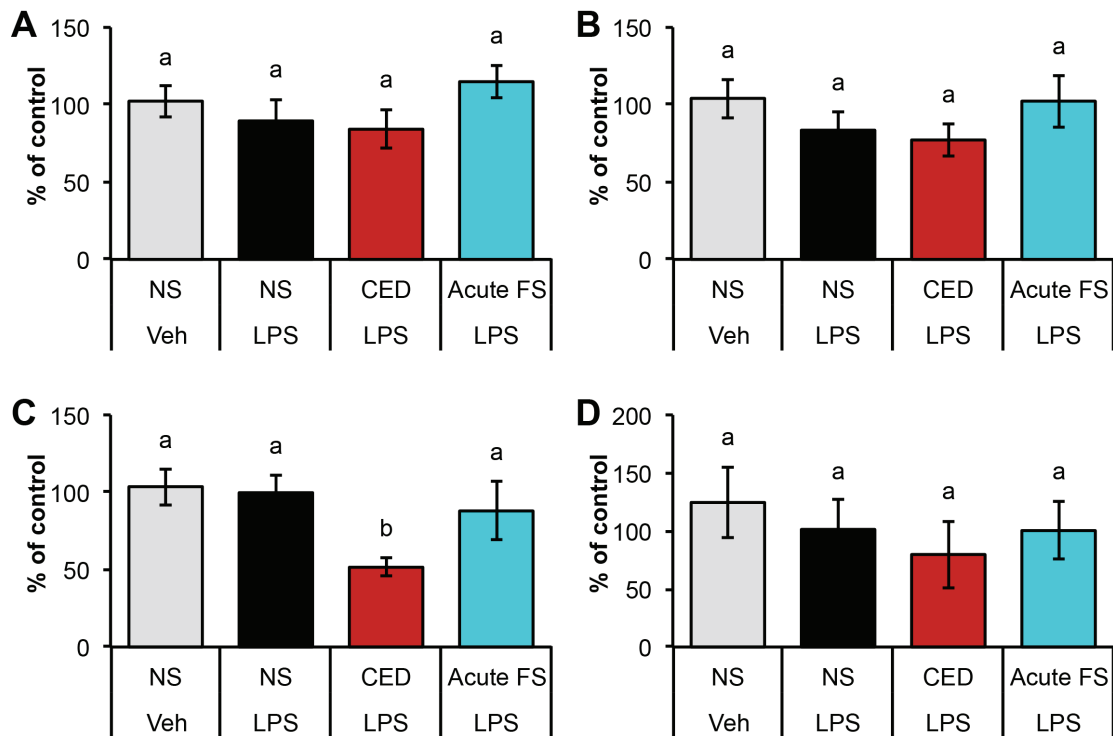 A
% of control
150
100
50
0
a a a a
NS NS CED Acute FS
Veh LPS LPS LPS
B
% of control
150
100
50
0
a a a a
NS NS CED Acute FS
Veh LPS LPS LPS
C
% of control
150
100
50
0
a a b a
NS NS CED Acute FS
Veh LPS LPS LPS
D
% of control
200
150
100
50
0
a a a a
NS NS CED Acute FS
Veh LPS LPS LPS